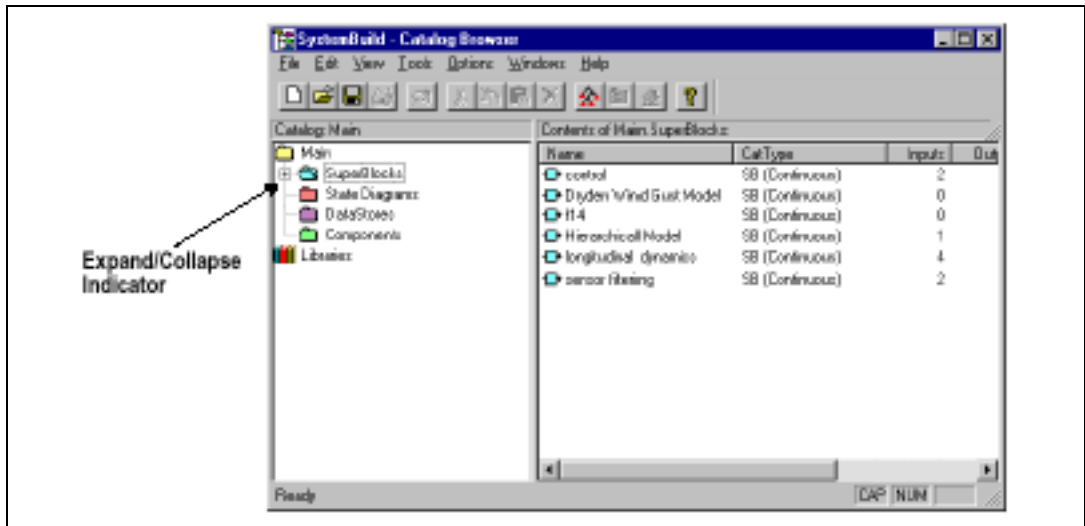 SystemBuild - Catalog Browser
File Edit View Tools Options Windows Help
Catalog: Main
Contents of Main.SuperBlocks:
Main
SuperBlocks
State Diagrams
DataStores
Components
Libraries
Name CatType Inputs Out
control SB (Continuous) 2
Dryden Wind Gust Model SB (Continuous) 0
f14 SB (Continuous) 0
Hierarchical Model SB (Continuous) 1
longitudinal dynamics SB (Continuous) 4
sensor filtering SB (Continuous) 2
Expand/Collapse
Indicator
Ready CAP NUM